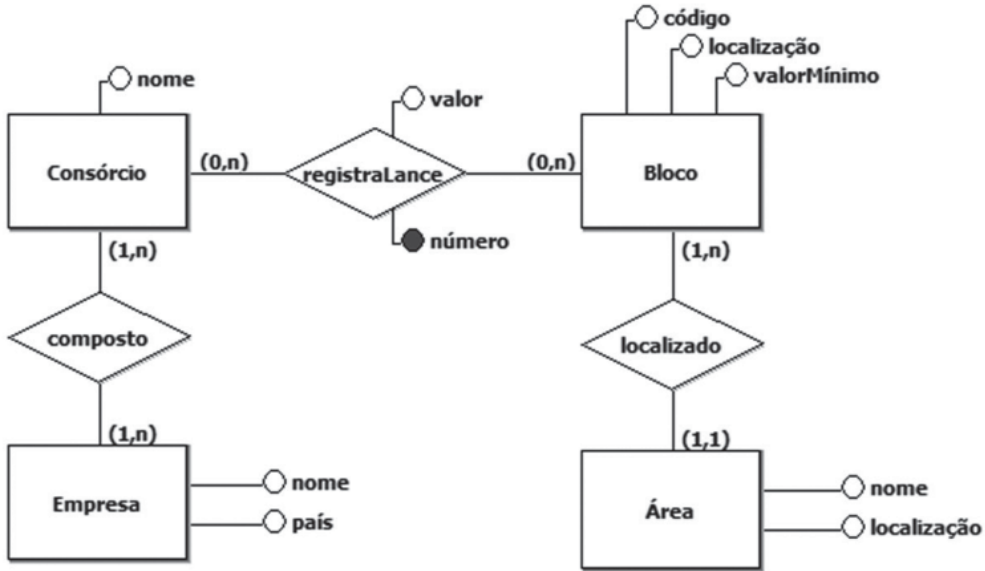 código
localização
nome
valorMínimo
valor
Consórcio
(0,n)
registraLance
(0,n)
Bloco
número
(1,n)
(1,n)
composto
localizado
(1,n)
(1,1)
Empresa
nome
país
Área
nome
localização